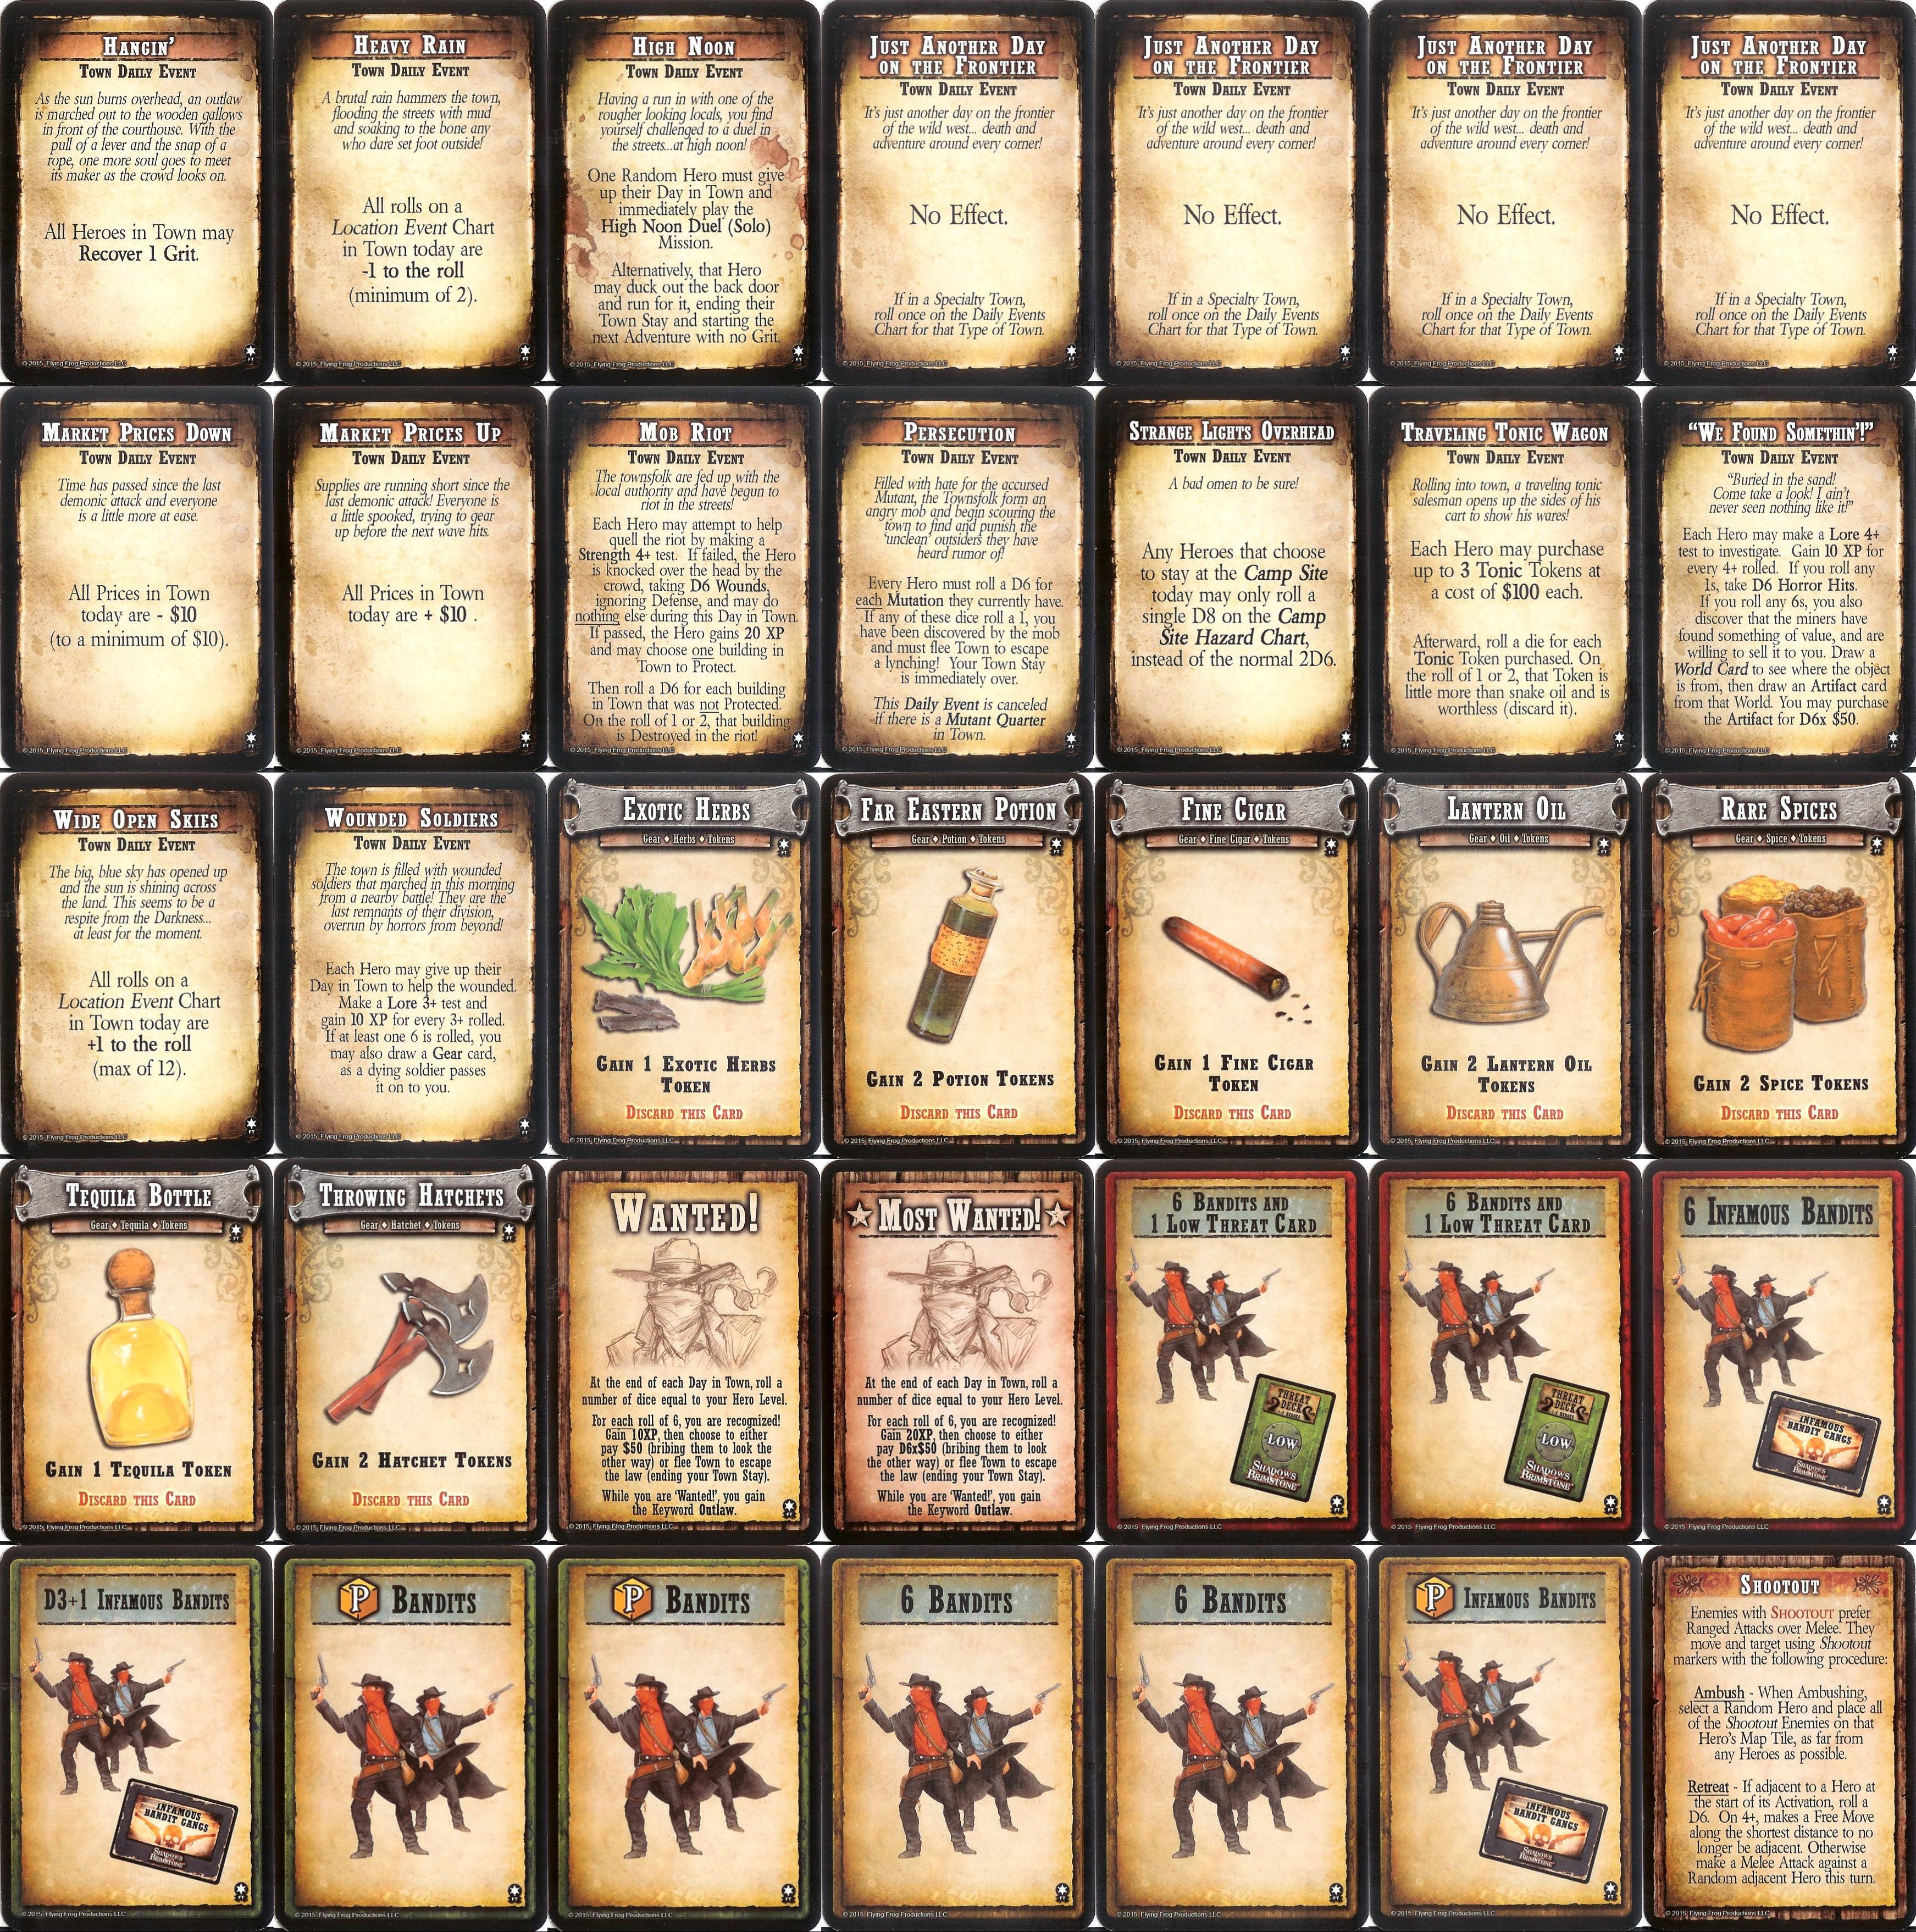 HANGIN'
TOWN DAILY EVENT
As the sun burns overhead, an outlaw
is marched out to the wooden gallows
in front of the courthouse. With the
pull of a lever and the snap of a
rope, one more soul goes to meet
its maker as the crowd looks on.
All Heroes in Town may
Recover 1 Grit.
© 2015, Flying Frog Productions LLC
FT
HEAVY RAIN
TOWN DAILY EVENT
A brutal rain hammers the town,
flooding the streets with mud
and soaking to the bone any
who dare set foot outside!
All rolls on a
Location Event Chart
in Town today are
-1 to the roll
(minimum of 2).
© 2015, Flying Frog Productions LLC
FT
HIGH NOON
TOWN DAILY EVENT
Having a run in with one of the
rougher looking locals, you find
yourself challenged to a duel in
the streets...at high noon!
One Random Hero must give
up their Day in Town and
immediately play the
High Noon Duel (Solo)
Mission.
Alternatively, that Hero
may duck out the back door
and run for it, ending their
Town Stay and starting the
next Adventure with no Grit.
© 2015, Flying Frog Productions LLC
FT
JUST ANOTHER DAY
ON THE FRONTIER
TOWN DAILY EVENT
It's just another day on the frontier
of the wild west... death and
adventure around every corner!
No Effect.
If in a Specialty Town,
roll once on the Daily Events
Chart for that Type of Town.
© 2015, Flying Frog Productions LLC
FT
JUST ANOTHER DAY
ON THE FRONTIER
TOWN DAILY EVENT
It's just another day on the frontier
of the wild west... death and
adventure around every corner!
No Effect.
If in a Specialty Town,
roll once on the Daily Events
Chart for that Type of Town.
© 2015, Flying Frog Productions LLC
FT
JUST ANOTHER DAY
ON THE FRONTIER
TOWN DAILY EVENT
It's just another day on the frontier
of the wild west... death and
adventure around every corner!
No Effect.
If in a Specialty Town,
roll once on the Daily Events
Chart for that Type of Town.
© 2015, Flying Frog Productions LLC
FT
JUST ANOTHER DAY
ON THE FRONTIER
TOWN DAILY EVENT
It's just another day on the frontier
of the wild west... death and
adventure around every corner!
No Effect.
If in a Specialty Town,
roll once on the Daily Events
Chart for that Type of Town.
© 2015, Flying Frog Productions LLC
FT
MARKET PRICES DOWN
TOWN DAILY EVENT
Time has passed since the last
demonic attack and everyone
is a little more at ease.
All Prices in Town
today are - $10
(to a minimum of $10).
© 2015, Flying Frog Productions LLC
FT
MARKET PRICES UP
TOWN DAILY EVENT
Supplies are running short since the
last demonic attack! Everyone is
a little spooked, trying to gear
up before the next wave hits.
All Prices in Town
today are + $10 .
© 2015, Flying Frog Productions LLC
FT
MOB RIOT
TOWN DAILY EVENT
The townsfolk are fed up with the
local authority and have begun to
riot in the streets!
Each Hero may attempt to help
quell the riot by making a
Strength 4+ test. If failed, the Hero
is knocked over the head by the
crowd, taking D6 Wounds,
ignoring Defense, and may do
nothing else during this Day in Town.
If passed, the Hero gains 20 XP
and may choose one building in
Town to Protect.
Then roll a D6 for each building
in Town that was not Protected.
On the roll of 1 or 2, that building
is Destroyed in the riot!
© 2015, Flying Frog Productions LLC
FT
PERSECUTION
TOWN DAILY EVENT
Filled with hate for the accursed
Mutant, the Townsfolk form an
angry mob and begin scouring the
town to find and punish the
'unclean' outsiders they have
heard rumor of!
Every Hero must roll a D6 for
each Mutation they currently have.
If any of these dice roll a 1, you
have been discovered by the mob
and must flee Town to escape
a lynching! Your Town Stay
is immediately over.
This Daily Event is canceled
if there is a Mutant Quarter
in Town.
© 2015, Flying Frog Productions LLC
FT
STRANGE LIGHTS OVERHEAD
TOWN DAILY EVENT
A bad omen to be sure!
Any Heroes that choose
to stay at the Camp Site
today may only roll a
single D8 on the Camp
Site Hazard Chart,
instead of the normal 2D6.
© 2015, Flying Frog Productions LLC
FT
TRAVELING TONIC WAGON
TOWN DAILY EVENT
Rolling into town, a traveling tonic
salesman opens up the sides of his
cart to show his wares!
Each Hero may purchase
up to 3 Tonic Tokens at
a cost of $100 each.
Afterward, roll a die for each
Tonic Token purchased. On
the roll of 1 or 2, that Token is
little more than snake oil and is
worthless (discard it).
© 2015, Flying Frog Productions LLC
FT
"WE FOUND SOMETHIN'!"
TOWN DAILY EVENT
"Buried in the sand!
Come take a look! I ain't
never seen nothing like it!"
Each Hero may make a Lore 4+
test to investigate. Gain 10 XP for
every 4+ rolled. If you roll any
1s, take D6 Horror Hits.
If you roll any 6s, you also
discover that the miners have
found something of value, and are
willing to sell it to you. Draw a
World Card to see where the object
is from, then draw an Artifact card
from that World. You may purchase
the Artifact for D6x $50.
© 2015, Flying Frog Productions LLC
FT
WIDE OPEN SKIES
TOWN DAILY EVENT
The big, blue sky has opened up
and the sun is shining across
the land. This seems to be a
respite from the Darkness...
at least for the moment.
All rolls on a
Location Event Chart
in Town today are
+1 to the roll
(max of 12).
© 2015, Flying Frog Productions LLC
FT
WOUNDED SOLDIERS
TOWN DAILY EVENT
The town is filled with wounded
soldiers that marched in this morning
from a nearby battle! They are the
last remnants of their division,
overrun by horrors from beyond!
Each Hero may give up their
Day in Town to help the wounded.
Make a Lore 3+ test and
gain 10 XP for every 3+ rolled.
If at least one 6 is rolled, you
may also draw a Gear card,
as a dying soldier passes
it on to you.
© 2015, Flying Frog Productions LLC
FT
EXOTIC HERBS
Gear ♦ Herbs ♦ Tokens
FT
GAIN 1 EXOTIC HERBS
TOKEN
DISCARD THIS CARD
© 2015, Flying Frog Productions LLC
FAR EASTERN POTION
Gear ♦ Potion ♦ Tokens
FT
GAIN 2 POTION TOKENS
DISCARD THIS CARD
© 2015, Flying Frog Productions LLC
FINE CIGAR
Gear ♦ Fine Cigar ♦ Tokens
FT
GAIN 1 FINE CIGAR
TOKEN
DISCARD THIS CARD
© 2015, Flying Frog Productions LLC
LANTERN OIL
Gear ♦ Oil ♦ Tokens
FT
GAIN 2 LANTERN OIL
TOKENS
DISCARD THIS CARD
© 2015, Flying Frog Productions LLC
RARE SPICES
Gear ♦ Spice ♦ Tokens
FT
GAIN 2 SPICE TOKENS
DISCARD THIS CARD
© 2015, Flying Frog Productions LLC
TEQUILA BOTTLE
Gear ♦ Tequila ♦ Tokens
FT
GAIN 1 TEQUILA TOKEN
DISCARD THIS CARD
© 2015, Flying Frog Productions LLC
THROWING HATCHETS
Gear ♦ Hatchet ♦ Tokens
FT
GAIN 2 HATCHET TOKENS
DISCARD THIS CARD
© 2015, Flying Frog Productions LLC
WANTED!
At the end of each Day in Town, roll a
number of dice equal to your Hero Level.
For each roll of 6, you are recognized!
Gain 10XP, then choose to either
pay $50 (bribing them to look the
other way) or flee Town to escape
the law (ending your Town Stay).
While you are 'Wanted!', you gain
the Keyword Outlaw.
© 2015, Flying Frog Productions LLC
FT
MOST WANTED!
At the end of each Day in Town, roll a
number of dice equal to your Hero Level.
For each roll of 6, you are recognized!
Gain 20XP, then choose to either
pay D6x$50 (bribing them to look
the other way) or flee Town to escape
the law (ending your Town Stay).
While you are 'Wanted!', you gain
the Keyword Outlaw.
© 2015, Flying Frog Productions LLC
FT
6 BANDITS AND
1 LOW THREAT CARD
THREAT
DECK
LOW
SHADOWS
OF
BRIMSTONE
© 2015, Flying Frog Productions LLC
FT
6 BANDITS AND
1 LOW THREAT CARD
THREAT
DECK
LOW
SHADOWS
OF
BRIMSTONE
© 2015, Flying Frog Productions LLC
FT
6 INFAMOUS BANDITS
INFAMOUS
BANDIT GANGS
SHADOWS
OF
BRIMSTONE
© 2015, Flying Frog Productions LLC
FT
D3+1 INFAMOUS BANDITS
INFAMOUS
BANDIT GANGS
SHADOWS
OF
BRIMSTONE
© 2015, Flying Frog Productions LLC
FT
P BANDITS
© 2015, Flying Frog Productions LLC
FT
P BANDITS
© 2015, Flying Frog Productions LLC
FT
6 BANDITS
© 2015, Flying Frog Productions LLC
FT
6 BANDITS
© 2015, Flying Frog Productions LLC
FT
P INFAMOUS BANDITS
INFAMOUS
BANDIT GANGS
SHADOWS
OF
BRIMSTONE
© 2015, Flying Frog Productions LLC
FT
SHOOTOUT
Enemies with SHOOTOUT prefer
Ranged Attacks over Melee. They
move and target using Shootout
markers with the following procedure:
Ambush - When Ambushing,
select a Random Hero and place all
of the Shootout Enemies on that
Hero's Map Tile, as far from
any Heroes as possible.
Retreat - If adjacent to a Hero at
the start of its Activation, roll a
D6. On 4+, makes a Free Move
along the shortest distance to no
longer be adjacent. Otherwise
make a Melee Attack against a
Random adjacent Hero this turn.
© 2015, Flying Frog Productions LLC